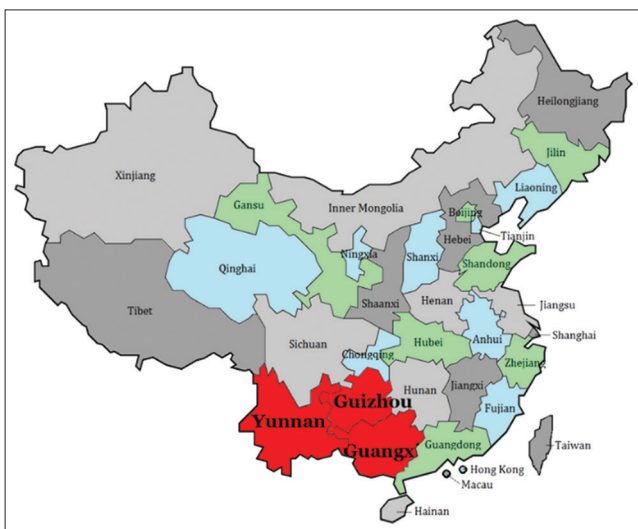 Heilongjiang
Jilin
Xinjiang
Liaoning
Gansu
Inner Mongolia
Beijing
Tianjin
Hebei
Ningxia
Shanxi
Qinghai
Shandong
Tibet
Shaanxi
Henan
Jiangsu
Shanghai
Sichuan
Hubei
Anhui
Chongqing
Zhejiang
Hunan
Jiangxi
Guizhou
Yunnan
Fujian
Guangx
Guangdong
Taiwan
Hong Kong
Macau
Hainan